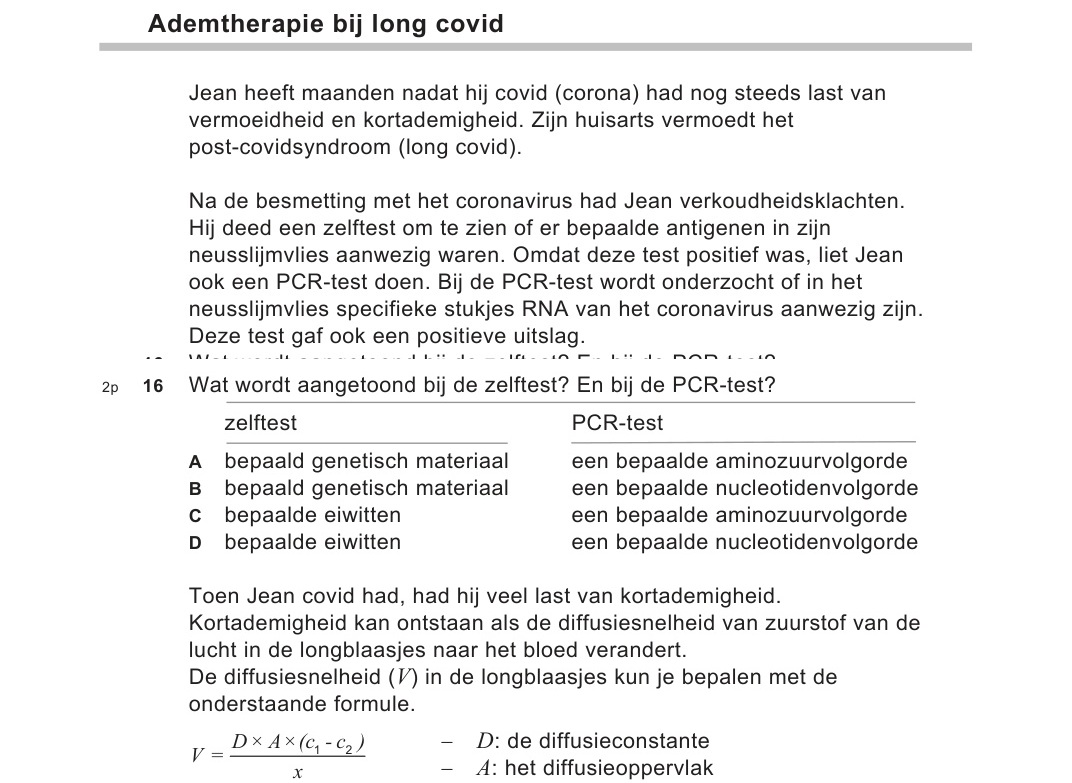 Ademtherapie bij long covid
Jean heeft maanden nadat hij covid (corona) had nog steeds last van
vermoeidheid en kortademigheid. Zijn huisarts vermoedt het
post-covidsyndroom (long covid).
Na de besmetting met het coronavirus had Jean verkoudheidsklachten.
Hij deed een zelftest om te zien of er bepaalde antigenen in zijn
neusslijmvlies aanwezig waren. Omdat deze test positief was, liet Jean
ook een PCR-test doen. Bij de PCR-test wordt onderzocht of in het
neusslijmvlies specifieke stukjes RNA van het coronavirus aanwezig zijn.
Deze test gaf ook een positieve uitslag.
2p 16 Wat wordt aangetoond bij de zelftest? En bij de PCR-test?
zelftest PCR-test
A bepaald genetisch materiaal een bepaalde aminozuurvolgorde
B bepaald genetisch materiaal een bepaalde nucleotidenvolgorde
C bepaalde eiwitten een bepaalde aminozuurvolgorde
D bepaalde eiwitten een bepaalde nucleotidenvolgorde
Toen Jean covid had, had hij veel last van kortademigheid.
Kortademigheid kan ontstaan als de diffusiesnelheid van zuurstof van de
lucht in de longblaasjes naar het bloed verandert.
De diffusiesnelheid (V) in de longblaasjes kun je bepalen met de
onderstaande formule.
V = D × A × (c₁ - c₂) / x
– D: de diffusieconstante
– A: het diffusieoppervlak